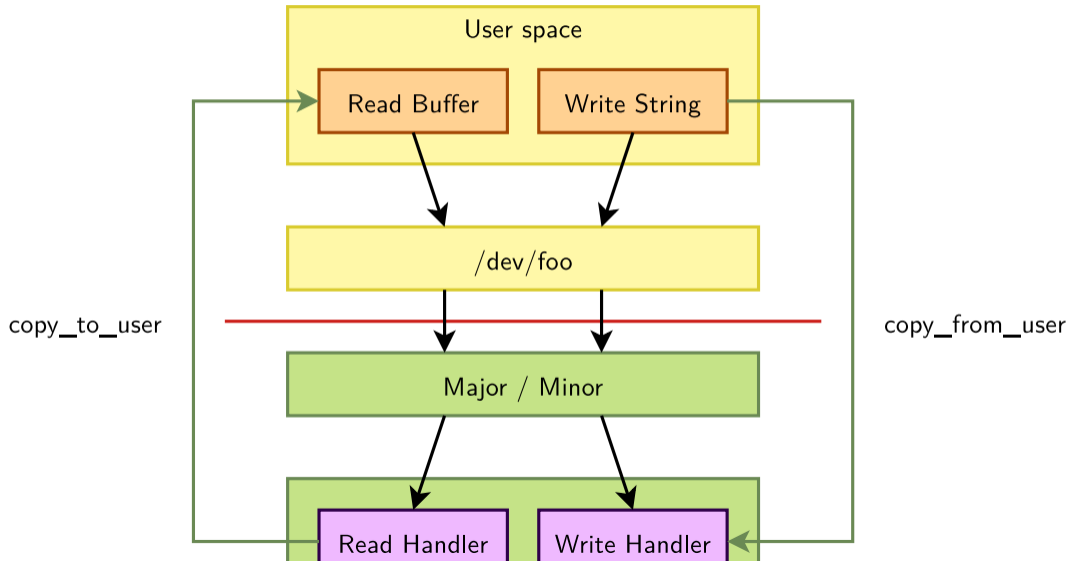 User space
Read Buffer
Write String
/dev/foo
copy_to_user
copy_from_user
Major / Minor
Read Handler
Write Handler